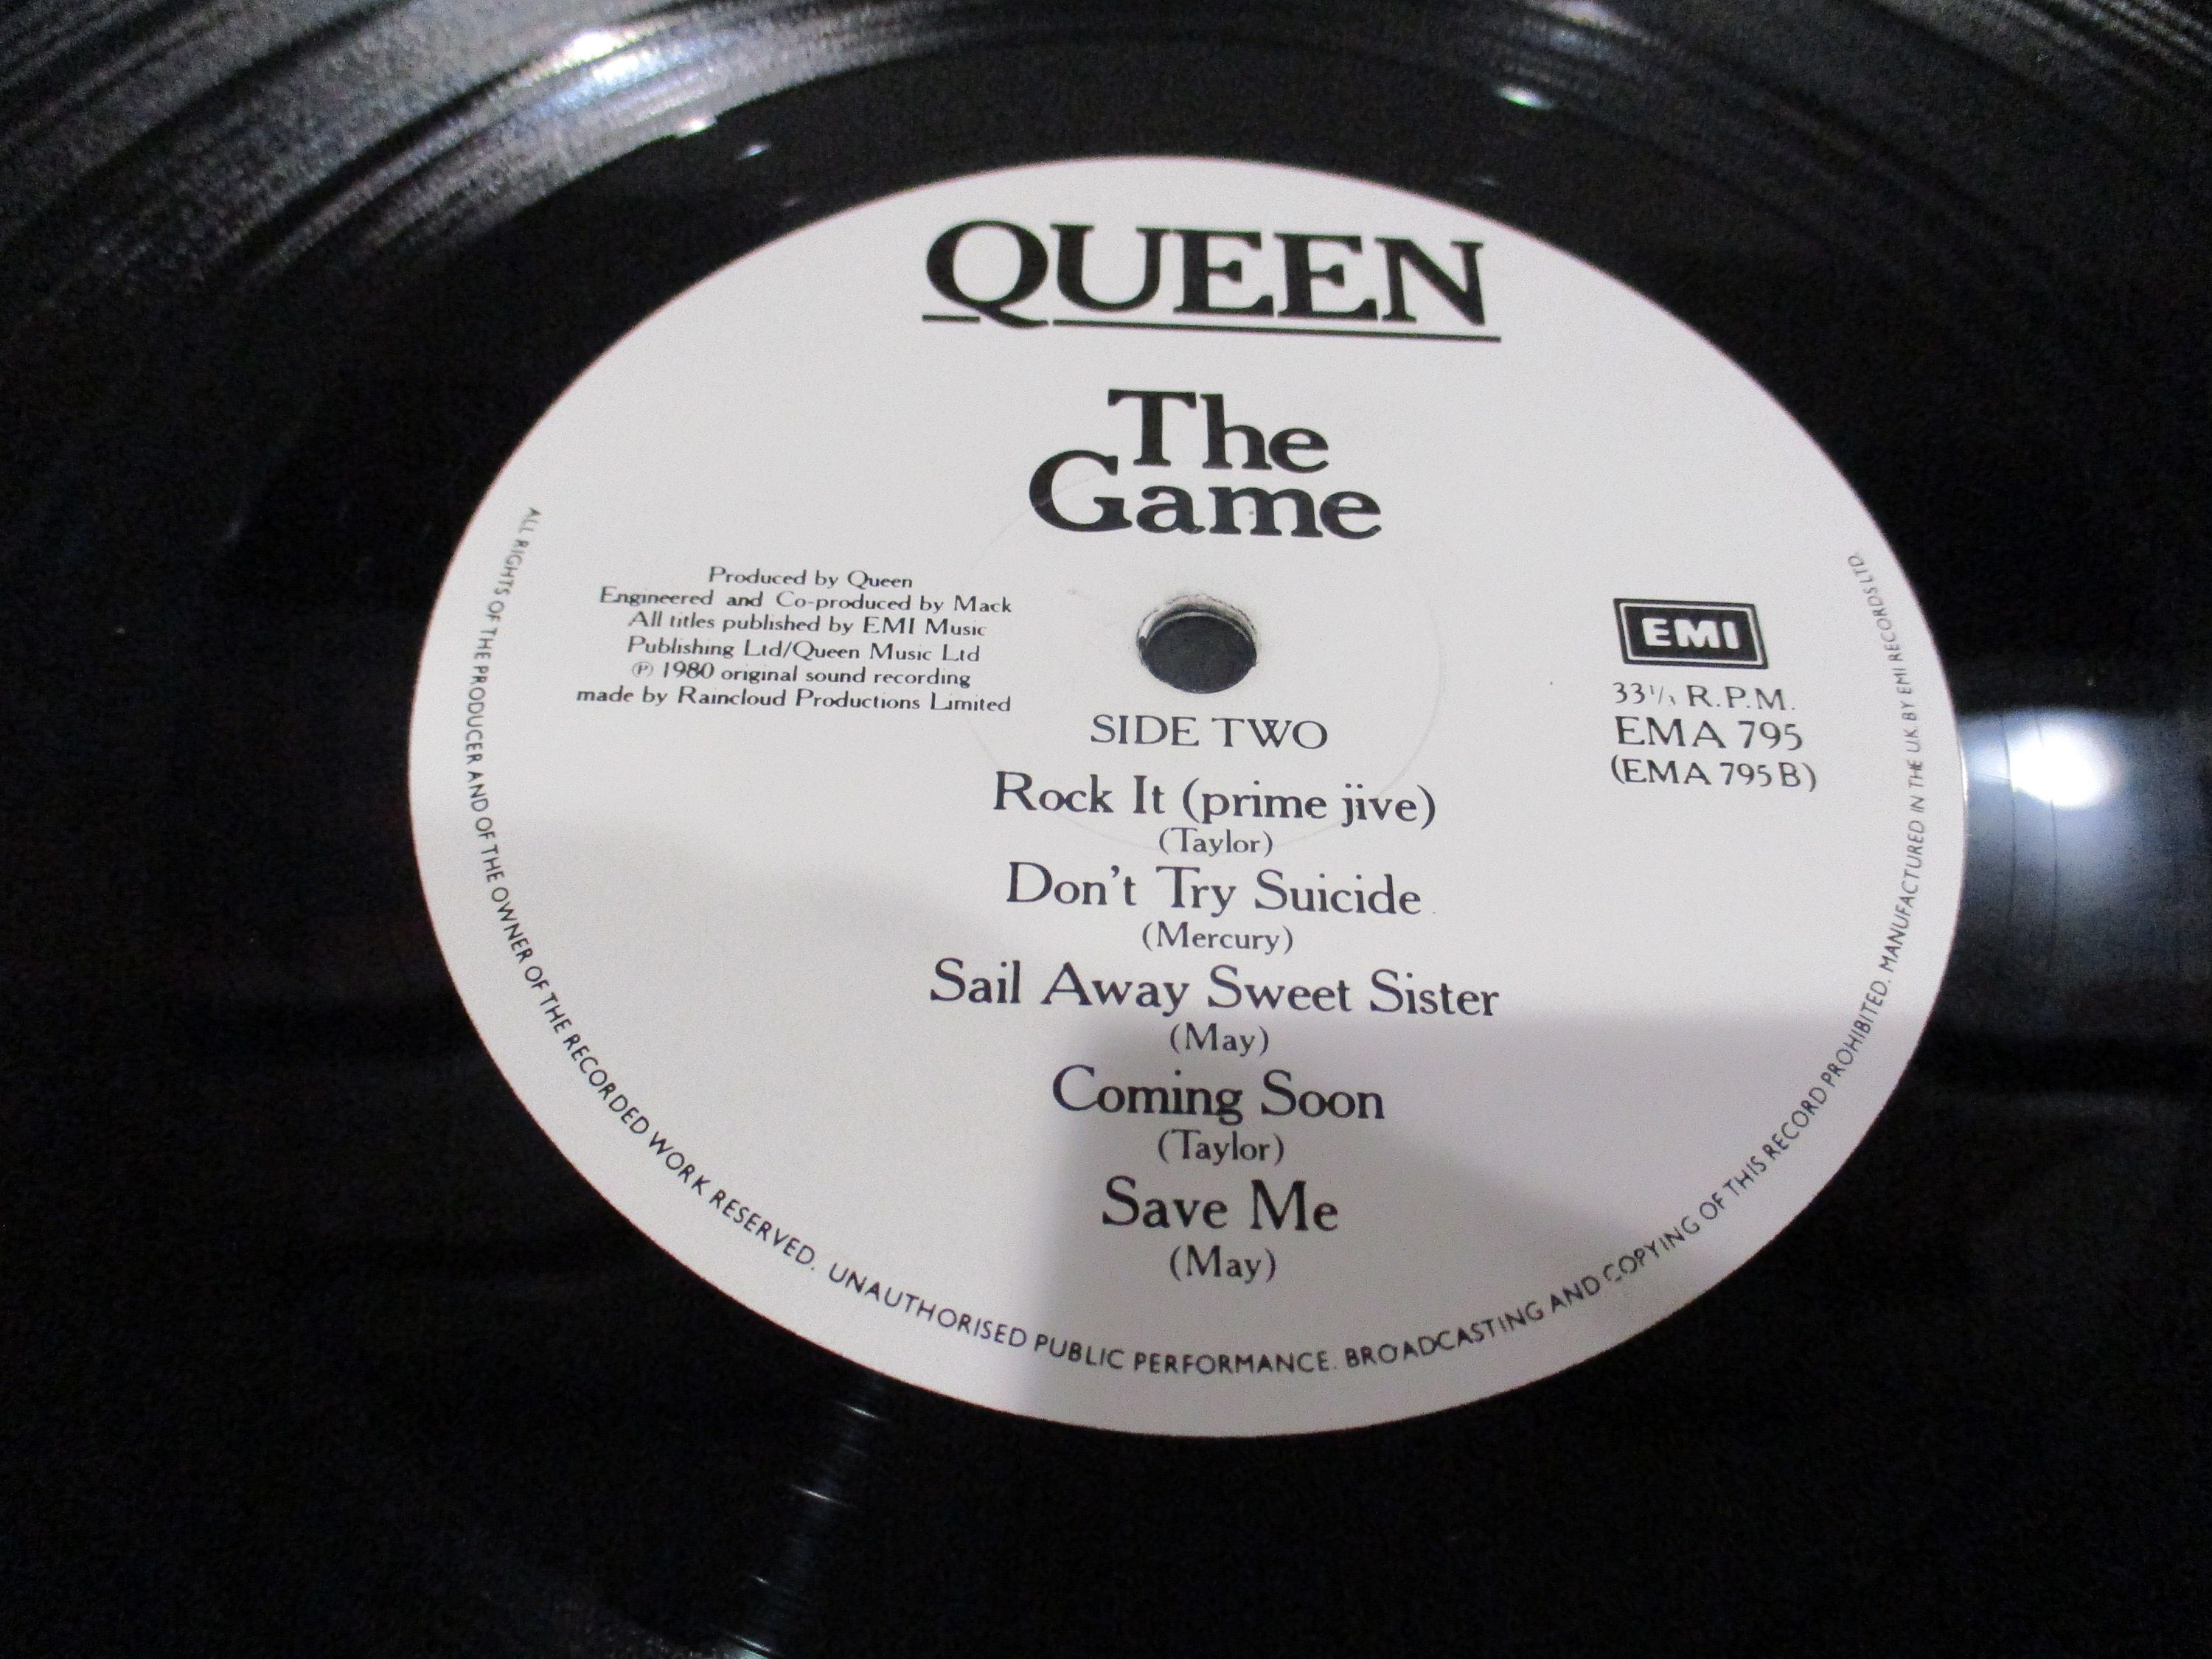 QUEEN
The
Game
Produced by Queen
Engineered and Co-produced by Mack
All titles published by EMI Music
Publishing Ltd/Queen Music Ltd
℗ 1980 original sound recording
made by Raincloud Productions Limited
EMI
33⅓ R.P.M.
EMA 795
(EMA 795 B)
SIDE TWO
Rock It (prime jive)
(Taylor)
Don't Try Suicide
(Mercury)
Sail Away Sweet Sister
(May)
Coming Soon
(Taylor)
Save Me
(May)
ALL RIGHTS OF THE PRODUCER AND OF THE OWNER OF THE RECORDED WORK RESERVED. UNAUTHORISED PUBLIC PERFORMANCE. BROADCASTING AND COPYING OF THIS RECORD PROHIBITED. MANUFACTURED IN THE UK BY EMI RECORDS LTD.